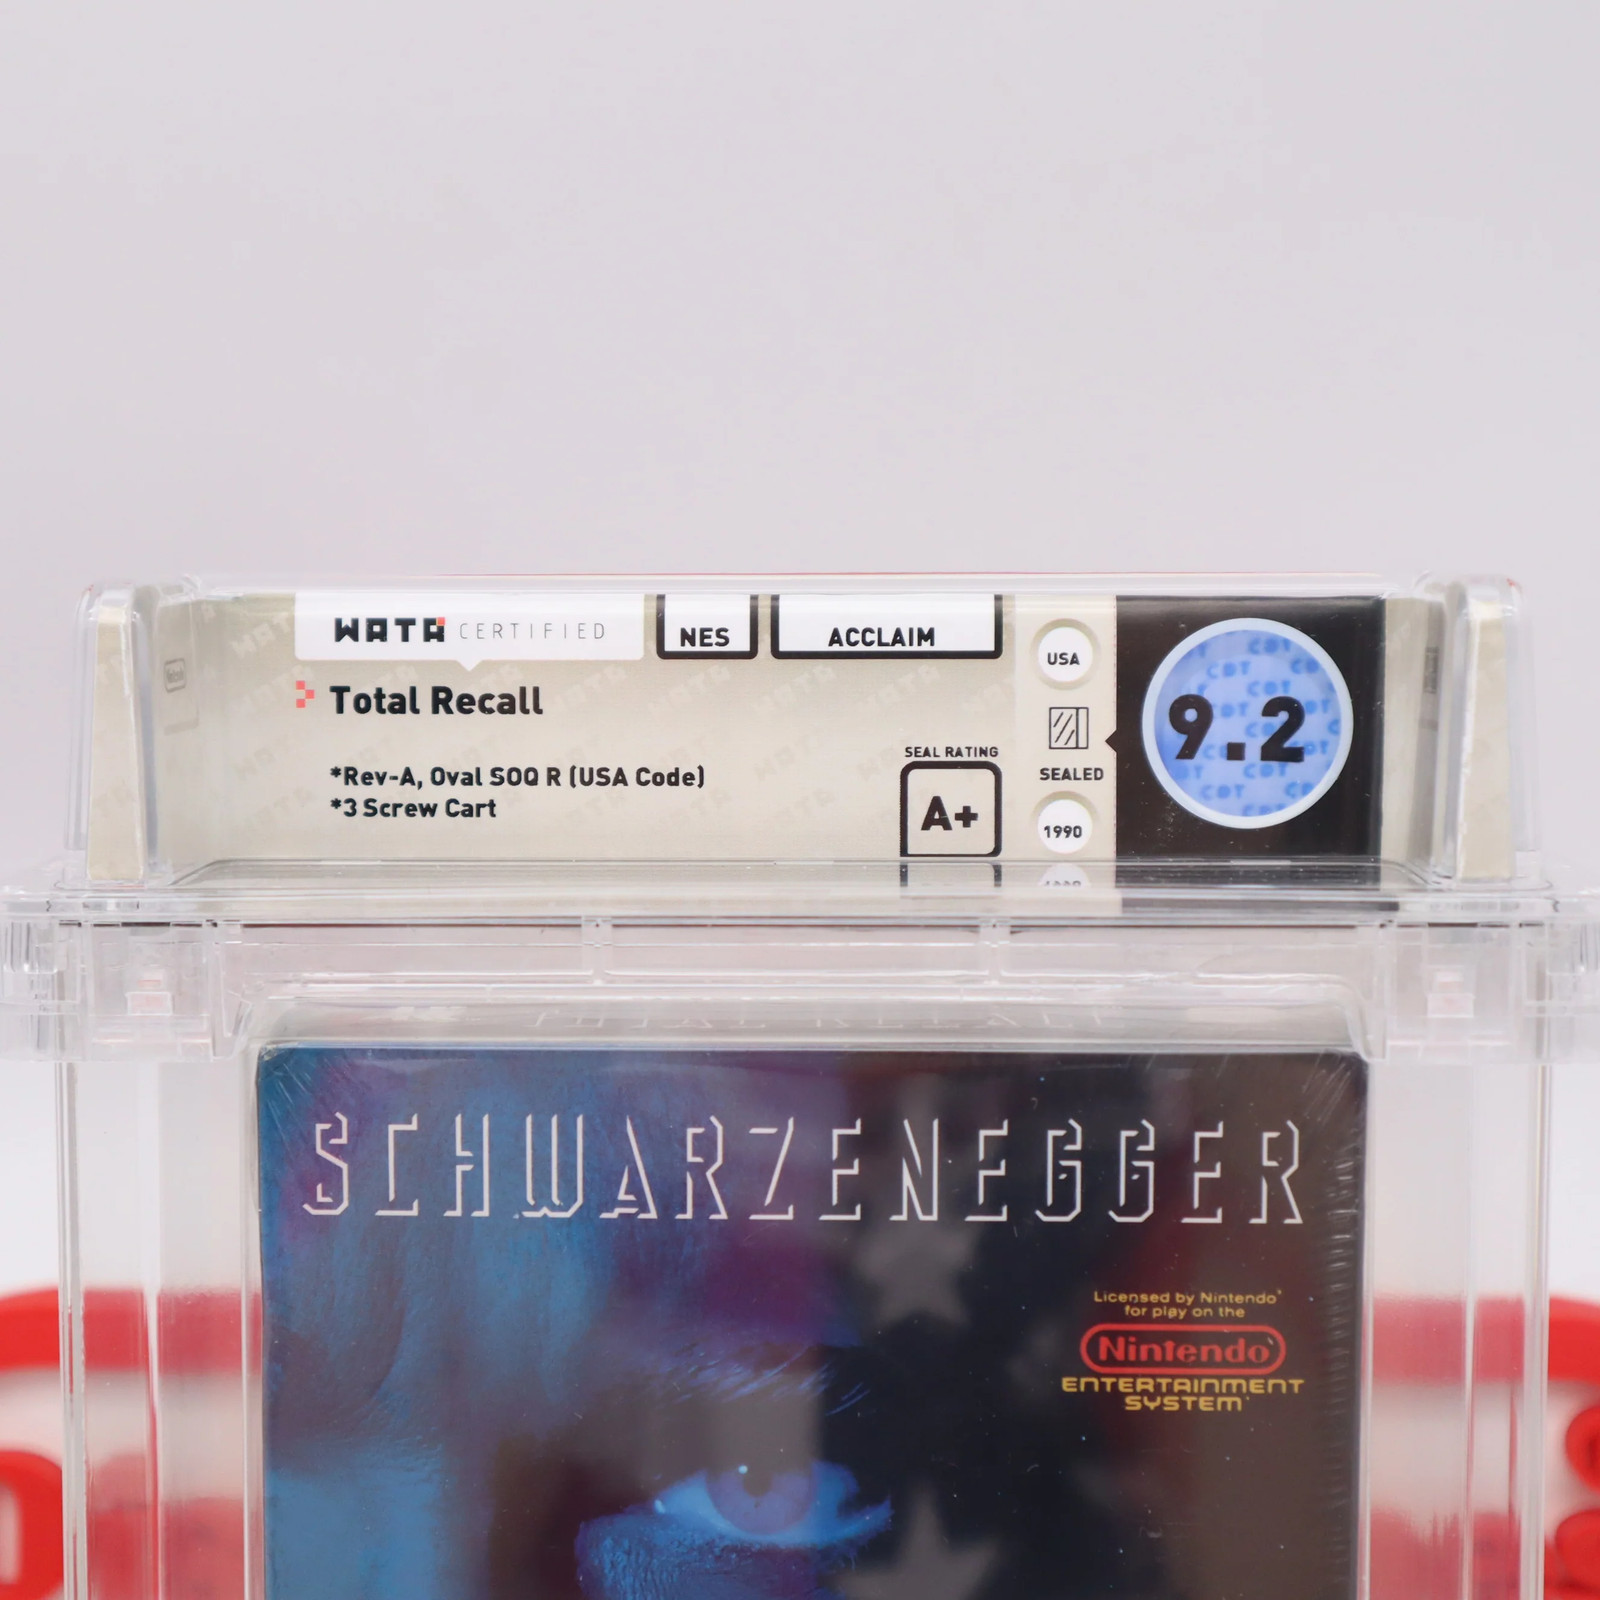 WATA CERTIFIED
NES
ACCLAIM
Total Recall
*Rev-A, Oval SOQ R (USA Code)
*3 Screw Cart
SEAL RATING
A+
USA
SEALED
1990
9.2
SCHWARZENEGGER
Licensed by Nintendo®
for play on the
Nintendo®
ENTERTAINMENT
SYSTEM